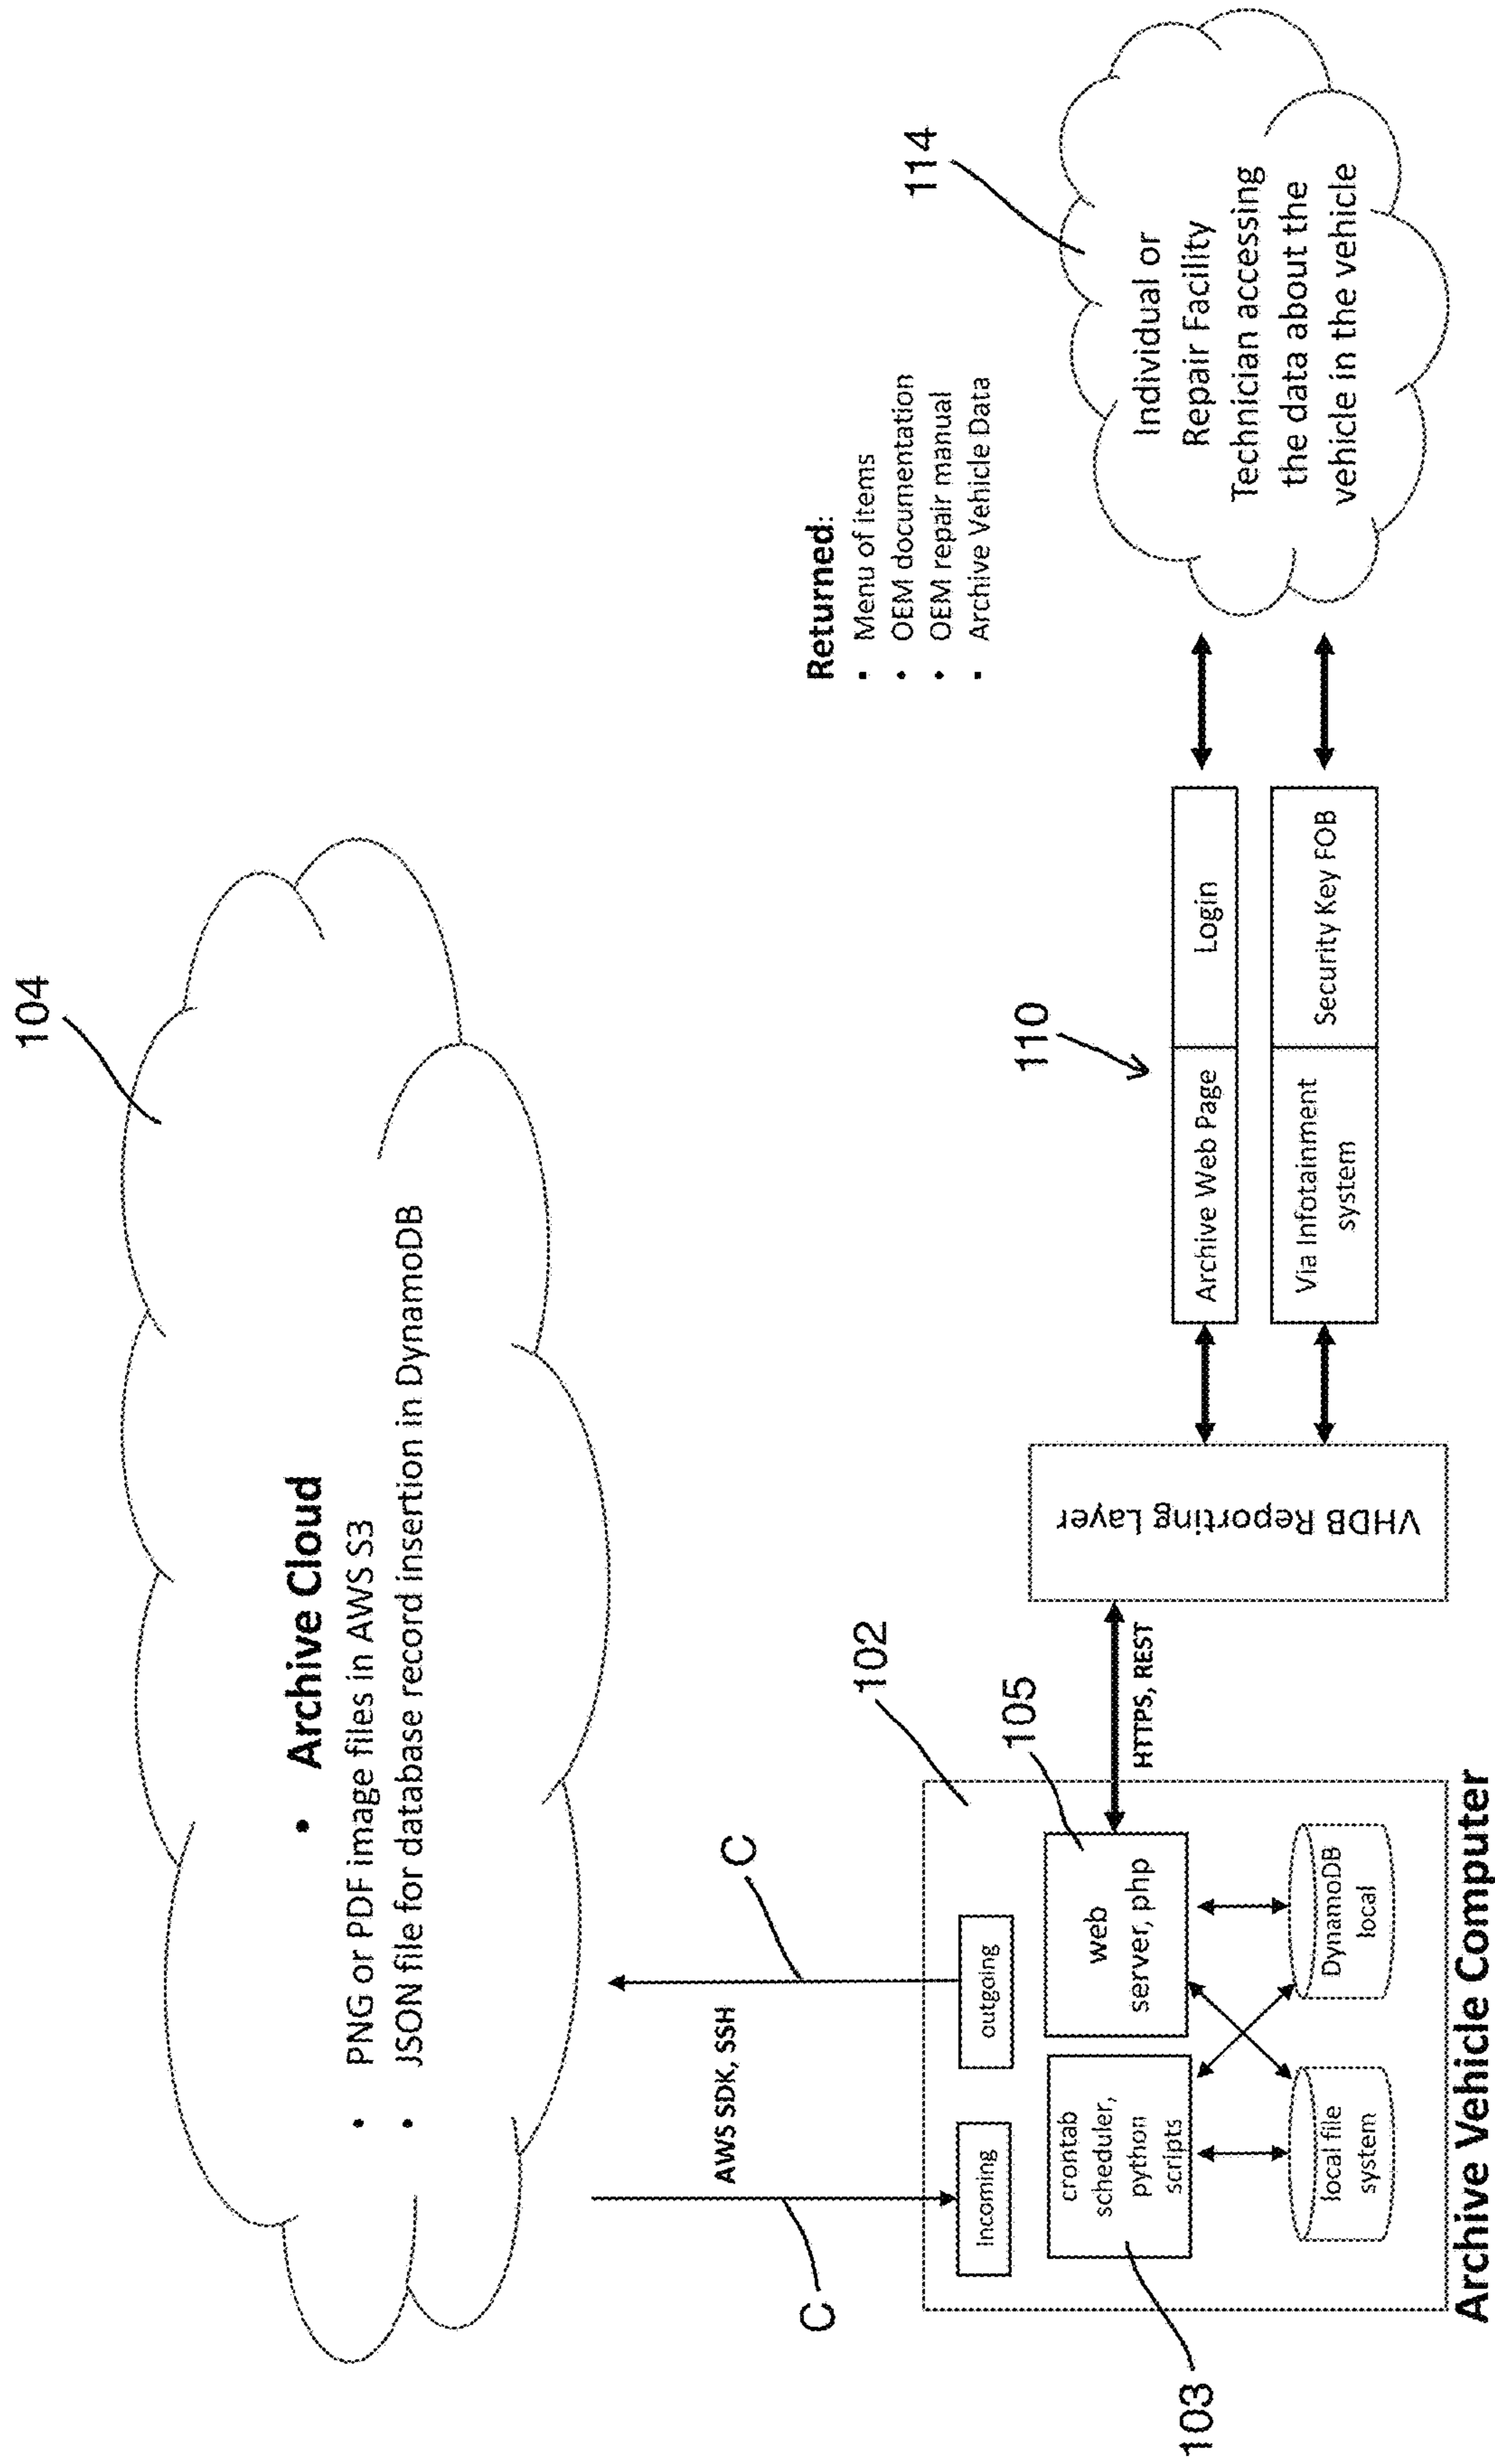 104
• Archive Cloud
• PNG or PDF image files in AWS S3
• JSON file for database record insertion in DynamoDB
C
AWS SDK, SSH
C
Returned:
▪ Menu of items
• OEM documentation
• OEM repair manual
▪ Archive Vehicle Data
114
Individual or
Repair Facility
Technician accessing
the data about the
vehicle in the vehicle
110
Archive Web Page
Login
Via Infotainment
system
Security Key FOB
VHDB Reporting Layer
HTTPS, REST
102
105
Incoming
outgoing
crontab
scheduler,
python
scripts
web
server, php
local file
system
DynamoDB
local
103
Archive Vehicle Computer